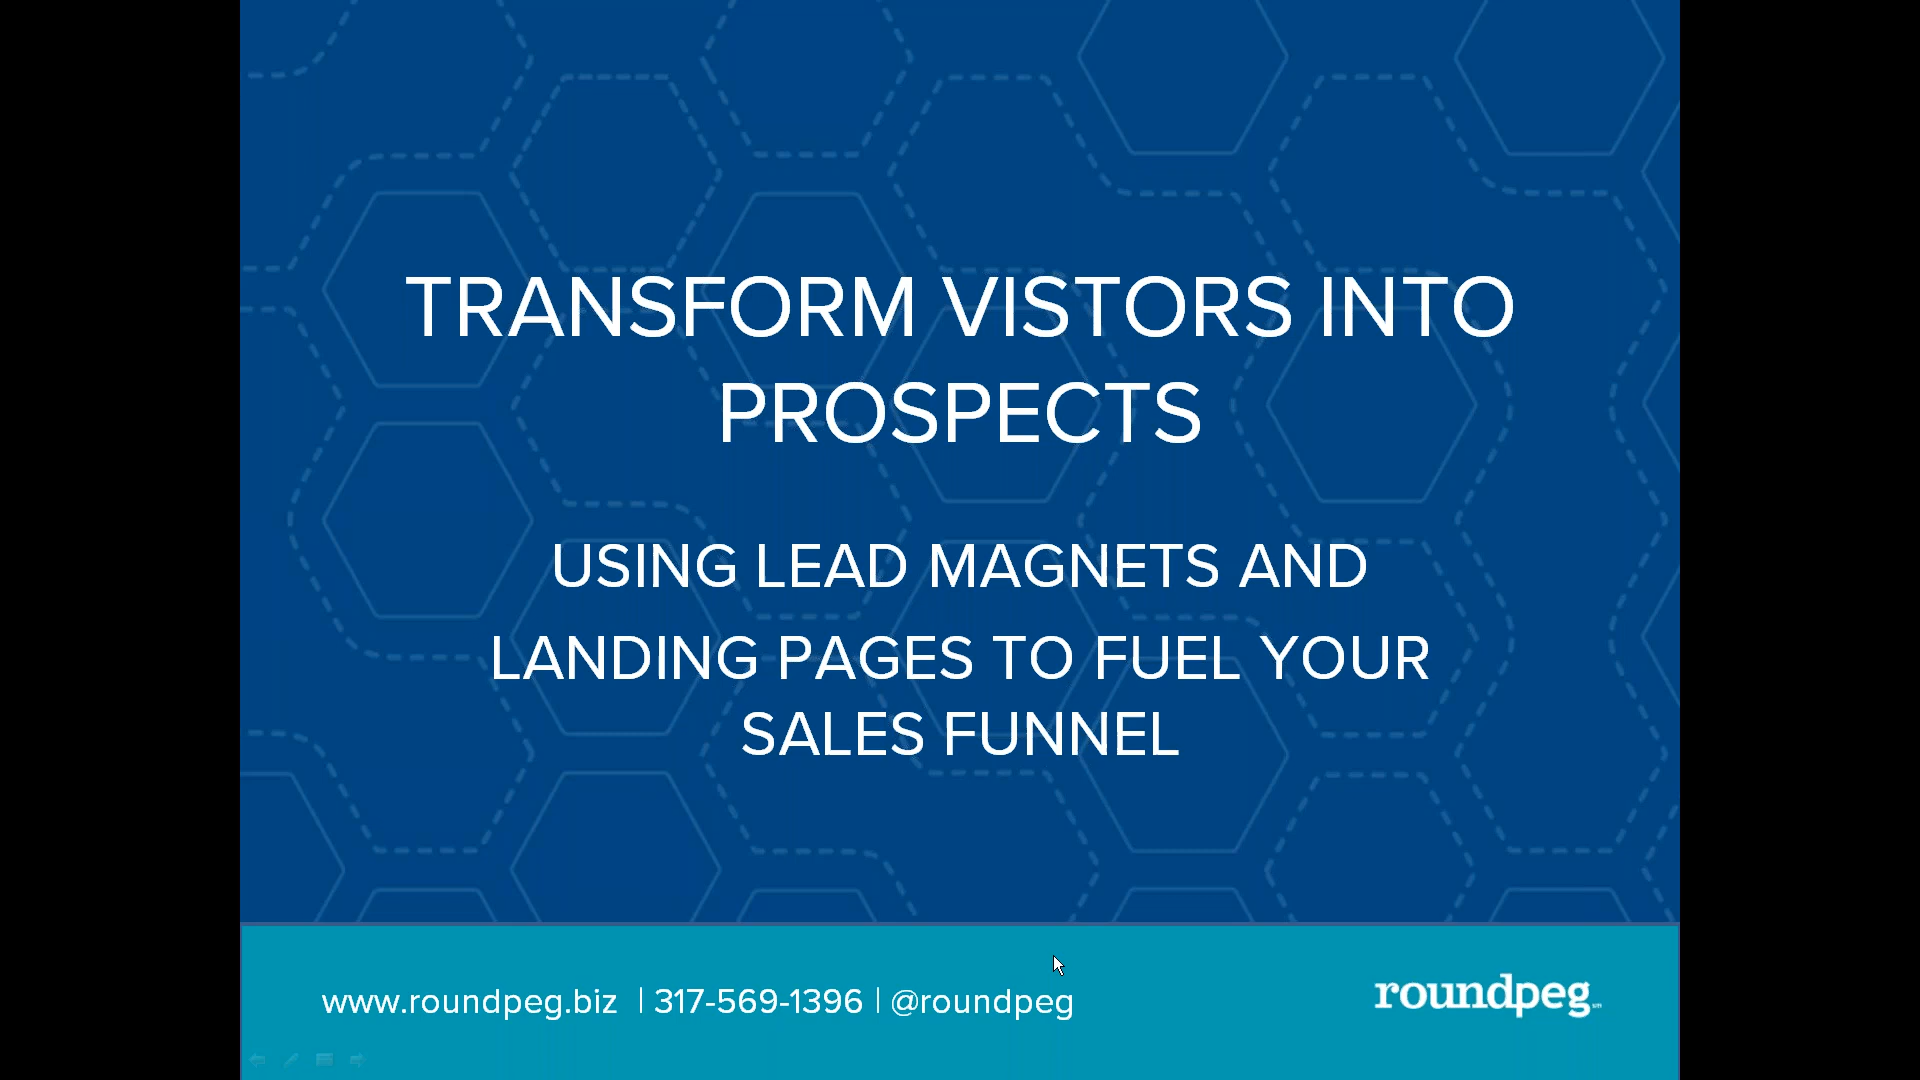 TRANSFORM VISTORS INTO
PROSPECTS
USING LEAD MAGNETS AND
LANDING PAGES TO FUEL YOUR
SALES FUNNEL
www.roundpeg.biz | 317-569-1396 | @roundpeg
roundpeg